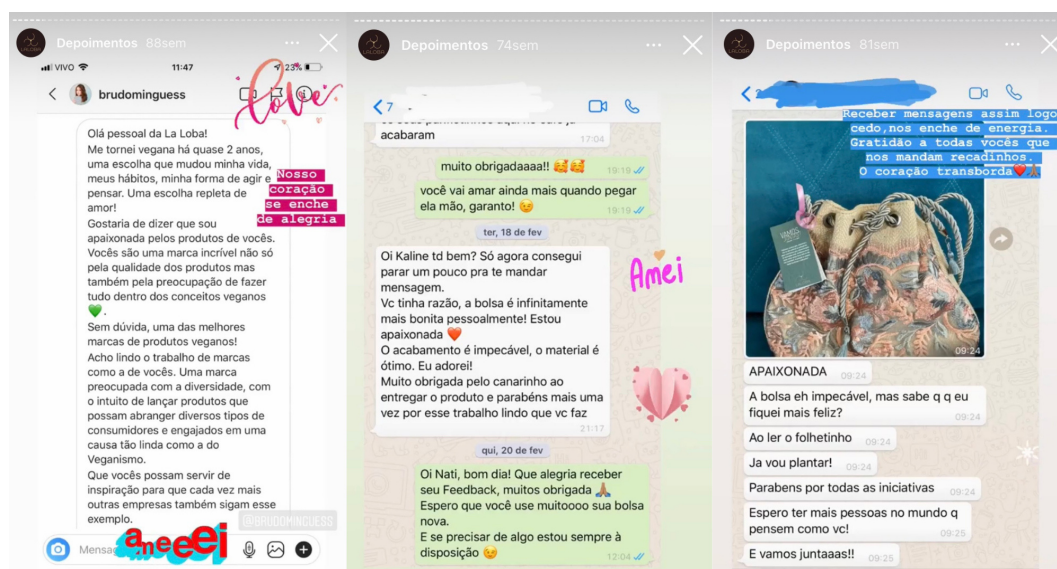 Depoimentos 88sem
VIVO
11:47
23%
love
brudominguess
Olá pessoal da La Loba!
Me tornei vegana há quase 2 anos,
uma escolha que mudou minha vida,
meus hábitos, minha forma de agir e
pensar. Uma escolha repleta de
amor!
Gostaria de dizer que sou
apaixonada pelos produtos de vocês.
Vocês são uma marca incrível não só
pela qualidade dos produtos mas
também pela preocupação de fazer
tudo dentro dos conceitos veganos
💚.
Sem dúvida, uma das melhores
marcas de produtos veganos!
Acho lindo o trabalho de marcas
como a de vocês. Uma marca
preocupada com a diversidade, com
o intuito de lançar produtos que
possam abranger diversos tipos de
consumidores e engajados em uma
causa tão linda como a do
Veganismo.
Que vocês possam servir de
inspiração para que cada vez mais
outras empresas também sigam esse
exemplo.
Nosso
coração
se enche
de alegria
@BRUDOMINGUESS
Mensa
ameeei
Depoimentos 74sem
7
acabaram
17:04
muito obrigadaaaa!! 🥰🥰
19:19
você vai amar ainda mais quando pegar
ela mão, garanto! 😉
19:19
ter, 18 de fev
Oi Kaline td bem? Só agora consegui
parar um pouco pra te mandar
mensagem.
Vc tinha razão, a bolsa é infinitamente
mais bonita pessoalmente! Estou
apaixonada ❤️
O acabamento é impecável, o material é
ótimo. Eu adorei!
Muito obrigada pelo canarinho ao
entregar o produto e parabéns mais uma
vez por esse trabalho lindo que vc faz
21:17
Amei
qui, 20 de fev
Oi Nati, bom dia! Que alegria receber
seu Feedback, muitos obrigada 🙏🏾
Espero que você use muitoooo sua bolsa
nova.
E se precisar de algo estou sempre à
disposição 😉
12:04
Depoimentos 81sem
2
Receber mensagens assim logo
cedo,nos enche de energia.
Gratidão a todas vocês que
nos mandam recadinhos.
O coração transborda❤️🙏🏾
VAMOS
09:24
APAIXONADA
09:24
A bolsa eh impecável, mas sabe q q eu
fiquei mais feliz?
09:24
Ao ler o folhetinho
09:24
Ja vou plantar!
09:24
Parabens por todas as iniciativas
09:24
Espero ter mais pessoas no mundo q
pensem como vc!
09:25
E vamos juntaaas!!
09:25